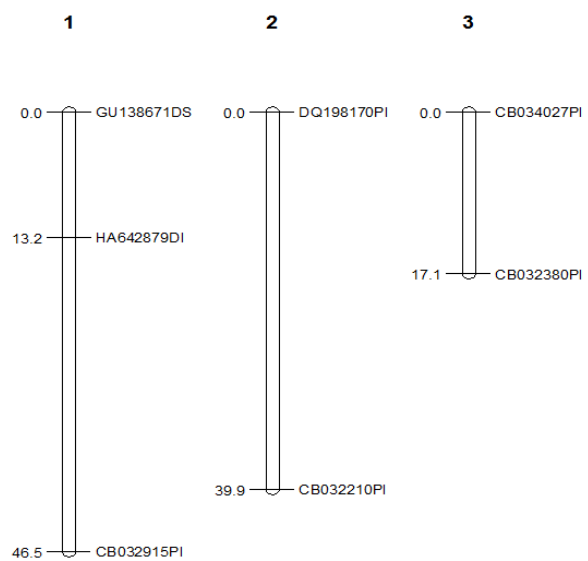 1 2 3
0.0 GU138671DS 0.0 DQ198170PI 0.0 CB034027PI
13.2 HA642879DI
17.1 CB032380PI
39.9 CB032210PI
46.5 CB032915PI